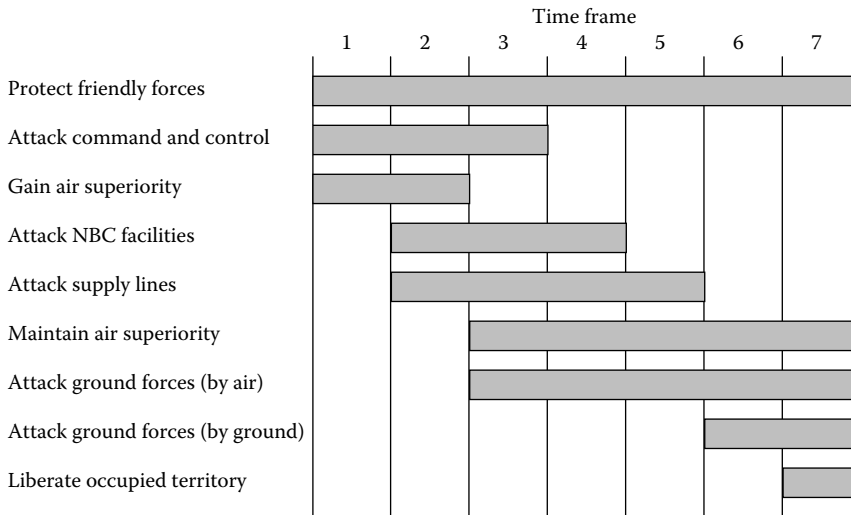 Time frame
1 2 3 4 5 6 7
Protect friendly forces
Attack command and control
Gain air superiority
Attack NBC facilities
Attack supply lines
Maintain air superiority
Attack ground forces (by air)
Attack ground forces (by ground)
Liberate occupied territory